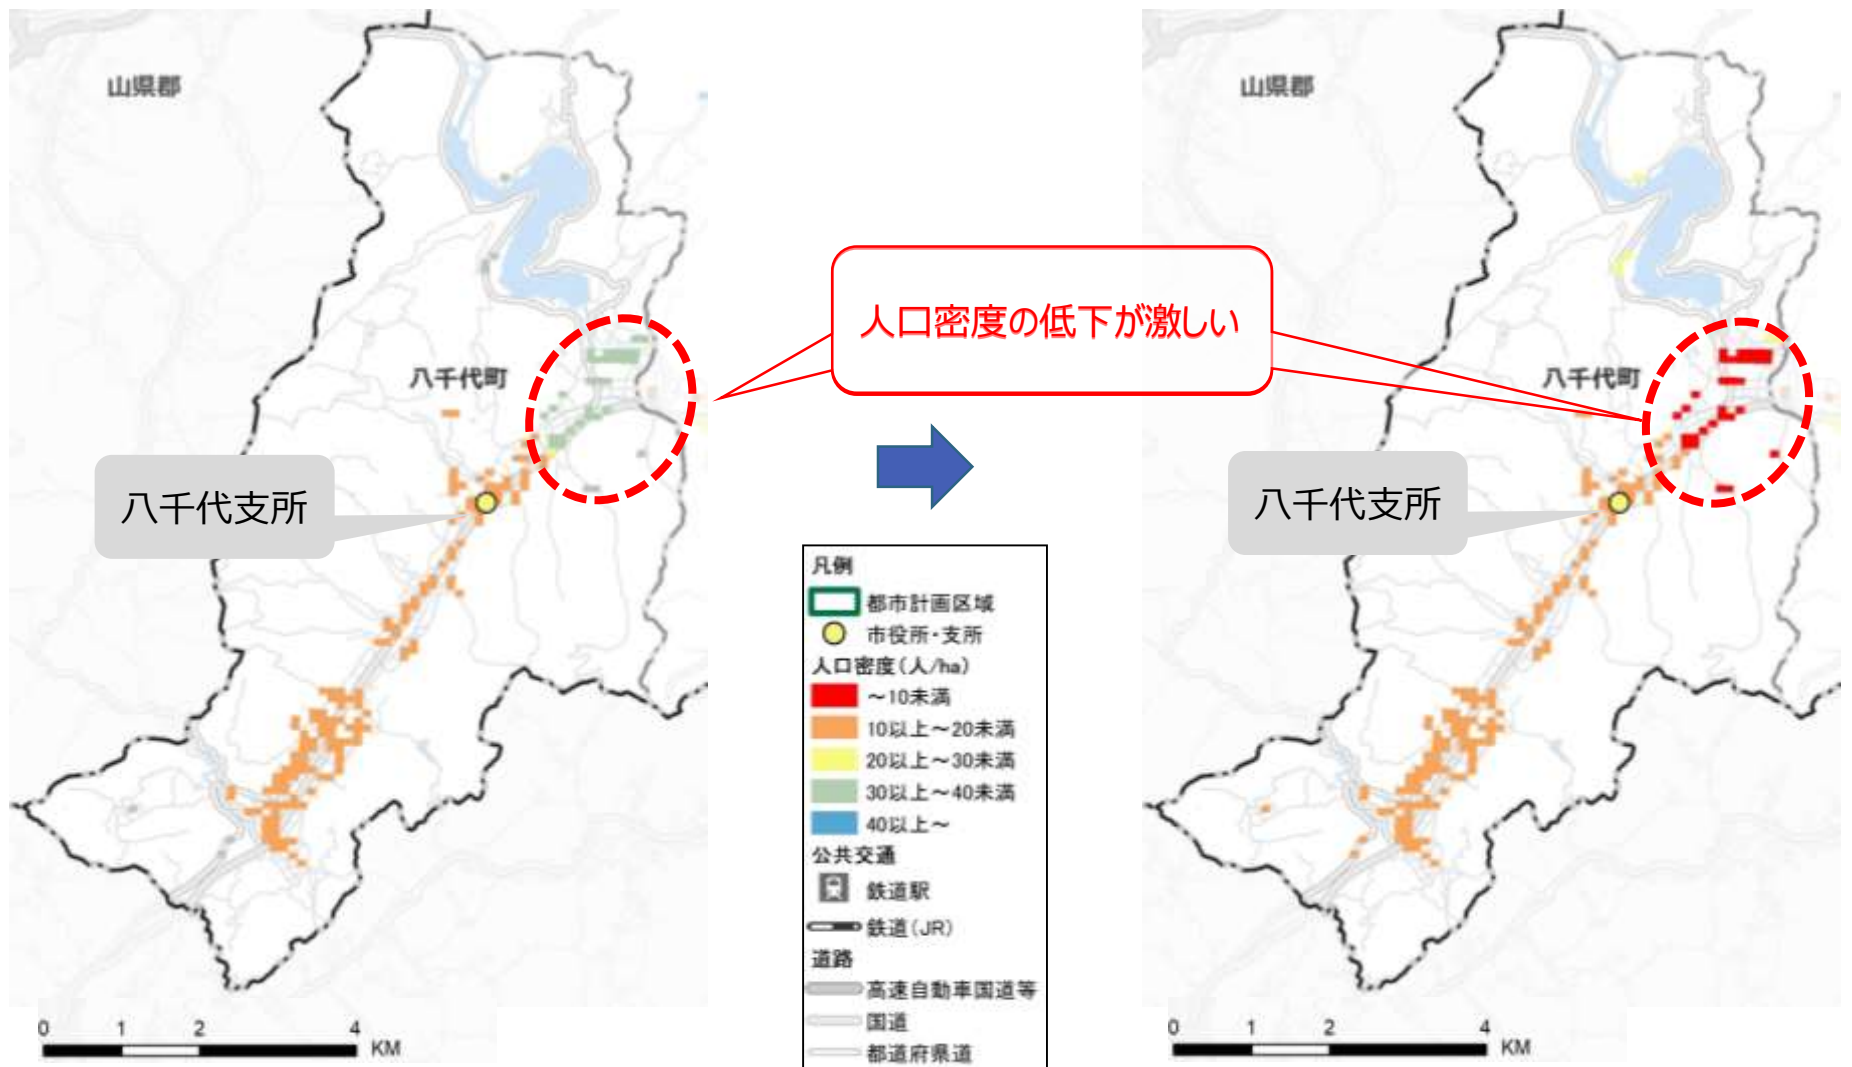 山県郡
八千代町
八千代支所
0 1 2 4
KM
人口密度の低下が激しい
凡例
都市計画区域
市役所・支所
人口密度(人/ha)
～10未満
10以上～20未満
20以上～30未満
30以上～40未満
40以上～
公共交通
鉄道駅
鉄道(JR)
道路
高速自動車国道等
国道
都道府県道
山県郡
八千代町
八千代支所
0 1 2 4
KM